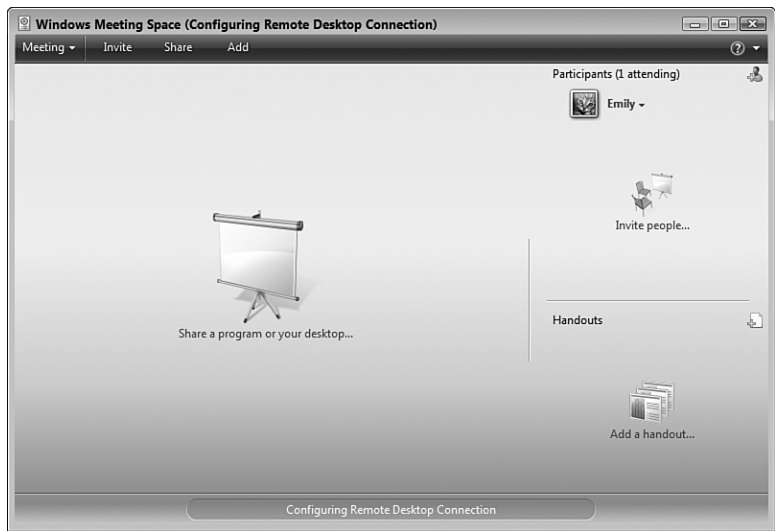 Windows Meeting Space (Configuring Remote Desktop Connection)
Meeting Invite Share Add
Participants (1 attending)
Emily
Invite people...
Share a program or your desktop...
Handouts
Add a handout...
Configuring Remote Desktop Connection